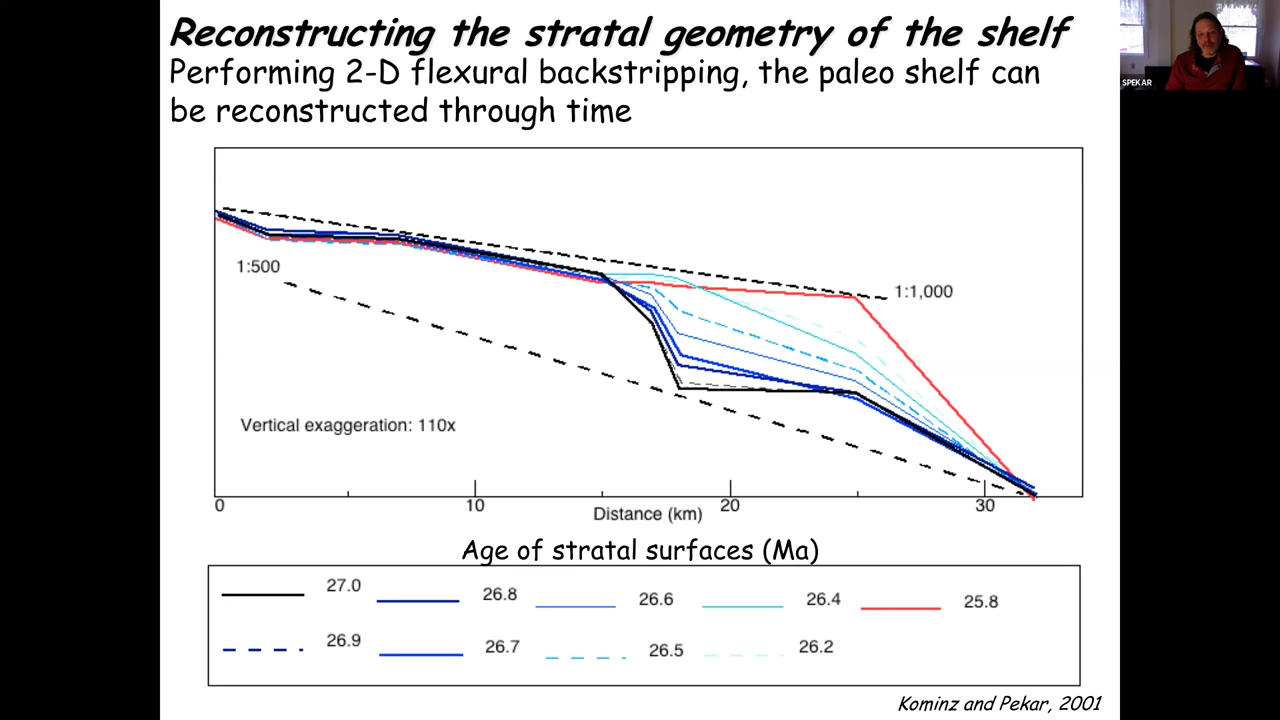 Reconstructing the stratal geometry of the shelf
Performing 2-D flexural backstripping, the paleo shelf can
be reconstructed through time
SPEKAR
1:500
1:1,000
Vertical exaggeration: 110x
0 10 20 30
Distance (km)
Age of stratal surfaces (Ma)
27.0 26.8 26.6 26.4 25.8
26.9 26.7 26.5 26.2
Kominz and Pekar, 2001